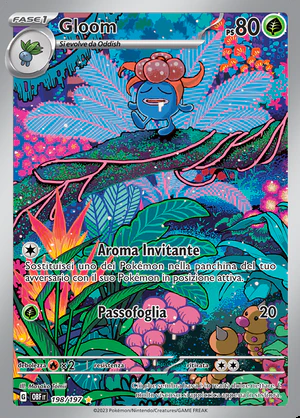 FASE 1
Gloom
PS 80
Si evolve da Oddish
Aroma Invitante
Sostituisci uno dei Pokémon nella panchina del tuo
avversario con il suo Pokémon in posizione attiva.
Passofoglia 20
debolezza ×2 resistenza ritirata
G OBF IT 198/197
©2023 Pokémon/Nintendo/Creatures/GAME FREAK